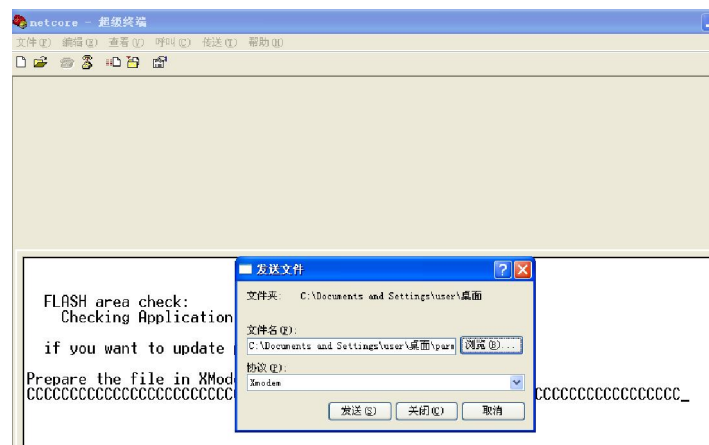 netcore - 超级终端
文件(F) 编辑(E) 查看(V) 呼叫(C) 传送(T) 帮助(H)
FLASH area check:
Checking Application
if you want to update
Prepare the file in XMod
CCCCCCCCCCCCCCCCCCCCCCCC
CCCCCCCCCCCCCCCCC_
发送文件
文件夹: C:\Documents and Settings\user\桌面
文件名(F):
C:\Documents and Settings\user\桌面\para
浏览(B)...
协议(P):
Xmodem
发送(S) 关闭(C) 取消